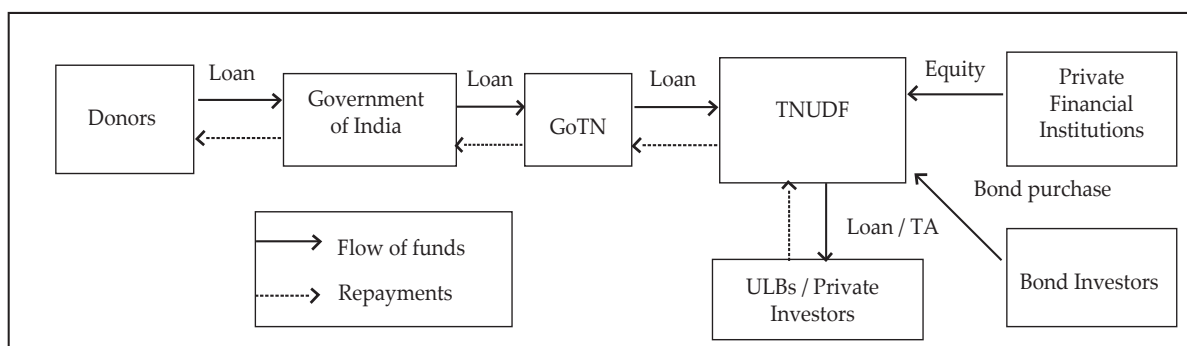 Donors
Loan
Government
of India
Loan
GoTN
Loan
TNUDF
Equity
Private
Financial
Institutions
Bond purchase
Flow of funds
Repayments
Loan / TA
ULBs / Private
Investors
Bond Investors